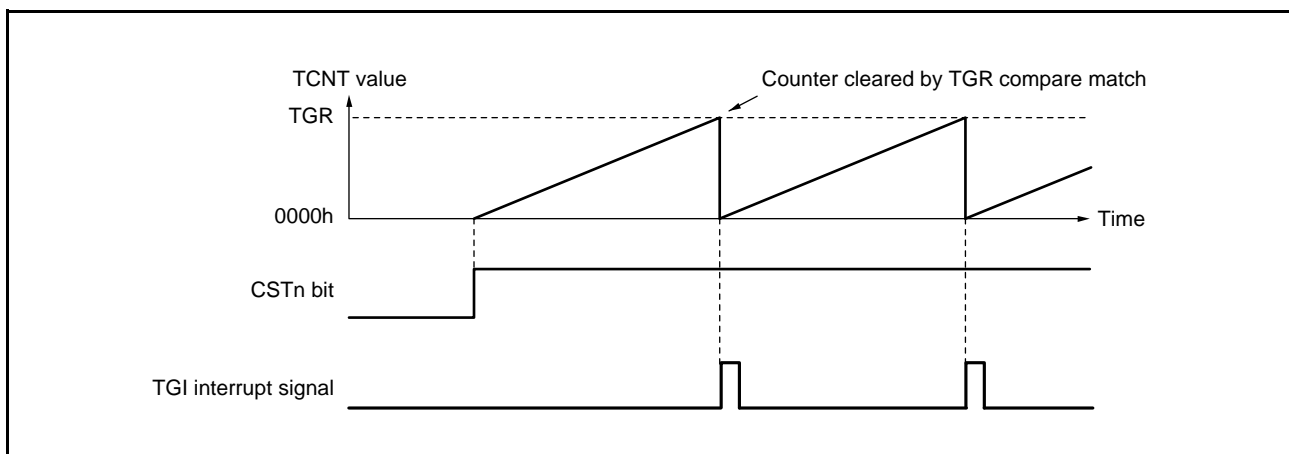 TCNT value
Counter cleared by TGR compare match
TGR
0000h
Time
CSTn bit
TGI interrupt signal